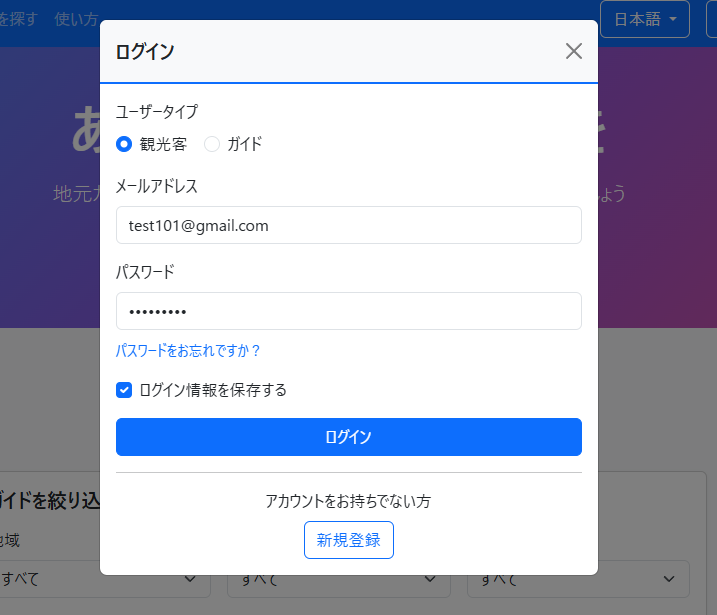 を探す 使い方 日本語
ログイン
ユーザータイプ
観光客 ガイド
メールアドレス
test101@gmail.com
パスワード
•••••••••
パスワードをお忘れですか？
ログイン情報を保存する
ログイン
アカウントをお持ちでない方
新規登録
あ を
地元 しょう
ガイドを絞り込
地域
すべて すべて すべて